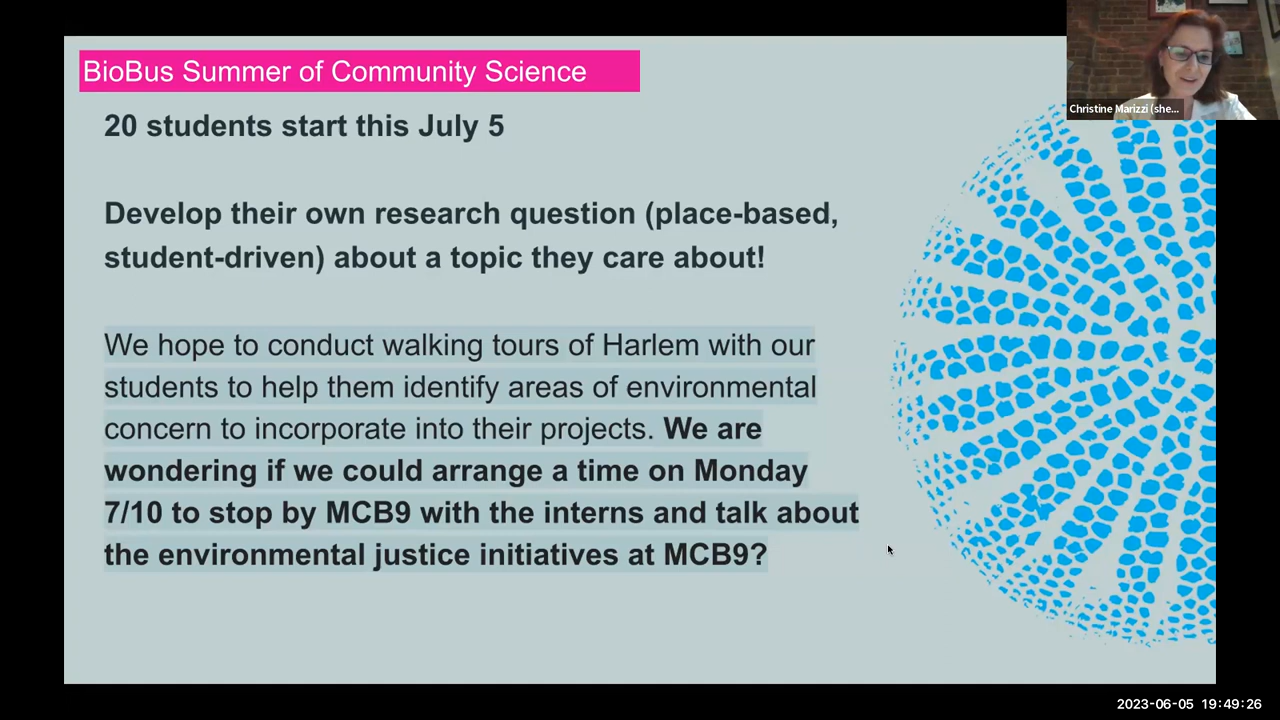 BioBus Summer of Community Science
Christine Marizzi (she...
20 students start this July 5
Develop their own research question (place-based,
student-driven) about a topic they care about!
We hope to conduct walking tours of Harlem with our
students to help them identify areas of environmental
concern to incorporate into their projects. We are
wondering if we could arrange a time on Monday
7/10 to stop by MCB9 with the interns and talk about
the environmental justice initiatives at MCB9?
2023-06-05 19:49:26